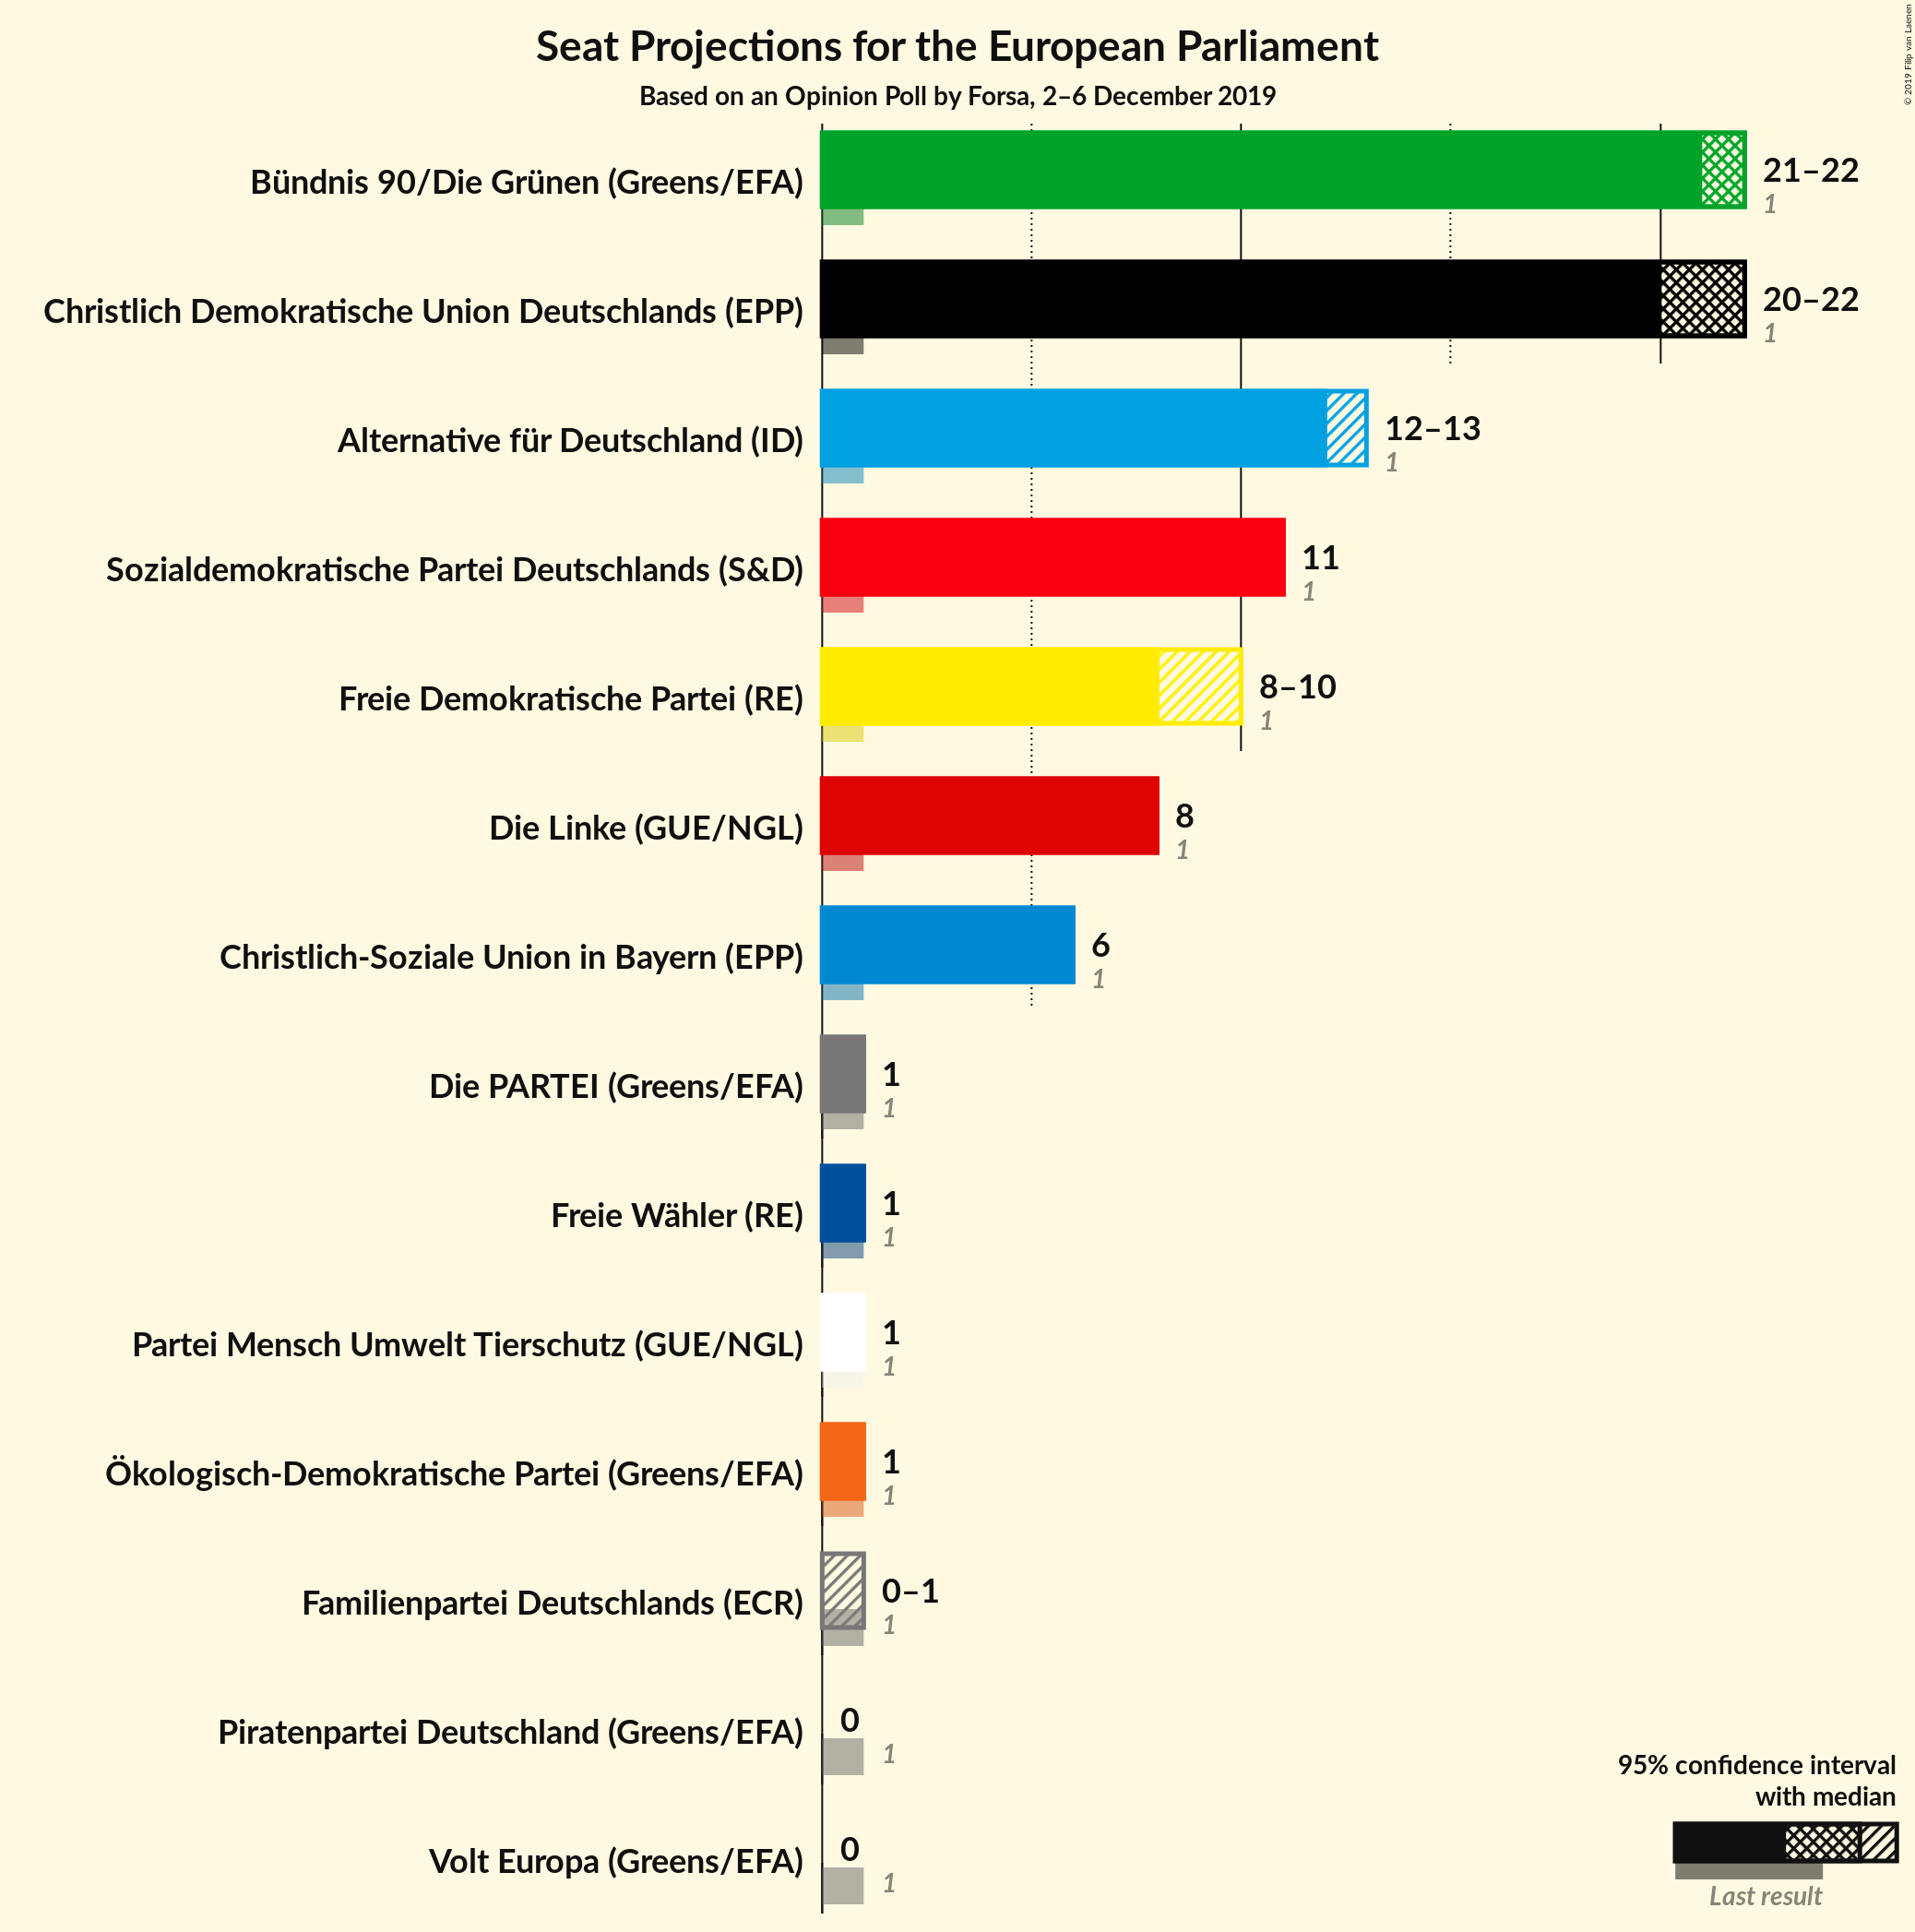 Seat Projections for the European Parliament
Based on an Opinion Poll by Forsa, 2–6 December 2019
© 2019 Filip van Laenen
Bündnis 90/Die Grünen (Greens/EFA)
21–22
1
Christlich Demokratische Union Deutschlands (EPP)
20–22
1
Alternative für Deutschland (ID)
12–13
1
Sozialdemokratische Partei Deutschlands (S&D)
11
1
Freie Demokratische Partei (RE)
8–10
1
Die Linke (GUE/NGL)
8
1
Christlich-Soziale Union in Bayern (EPP)
6
1
Die PARTEI (Greens/EFA)
1
1
Freie Wähler (RE)
1
1
Partei Mensch Umwelt Tierschutz (GUE/NGL)
1
1
Ökologisch-Demokratische Partei (Greens/EFA)
1
1
Familienpartei Deutschlands (ECR)
0–1
1
Piratenpartei Deutschland (Greens/EFA)
0
1
Volt Europa (Greens/EFA)
0
1
95% confidence interval
with median
Last result